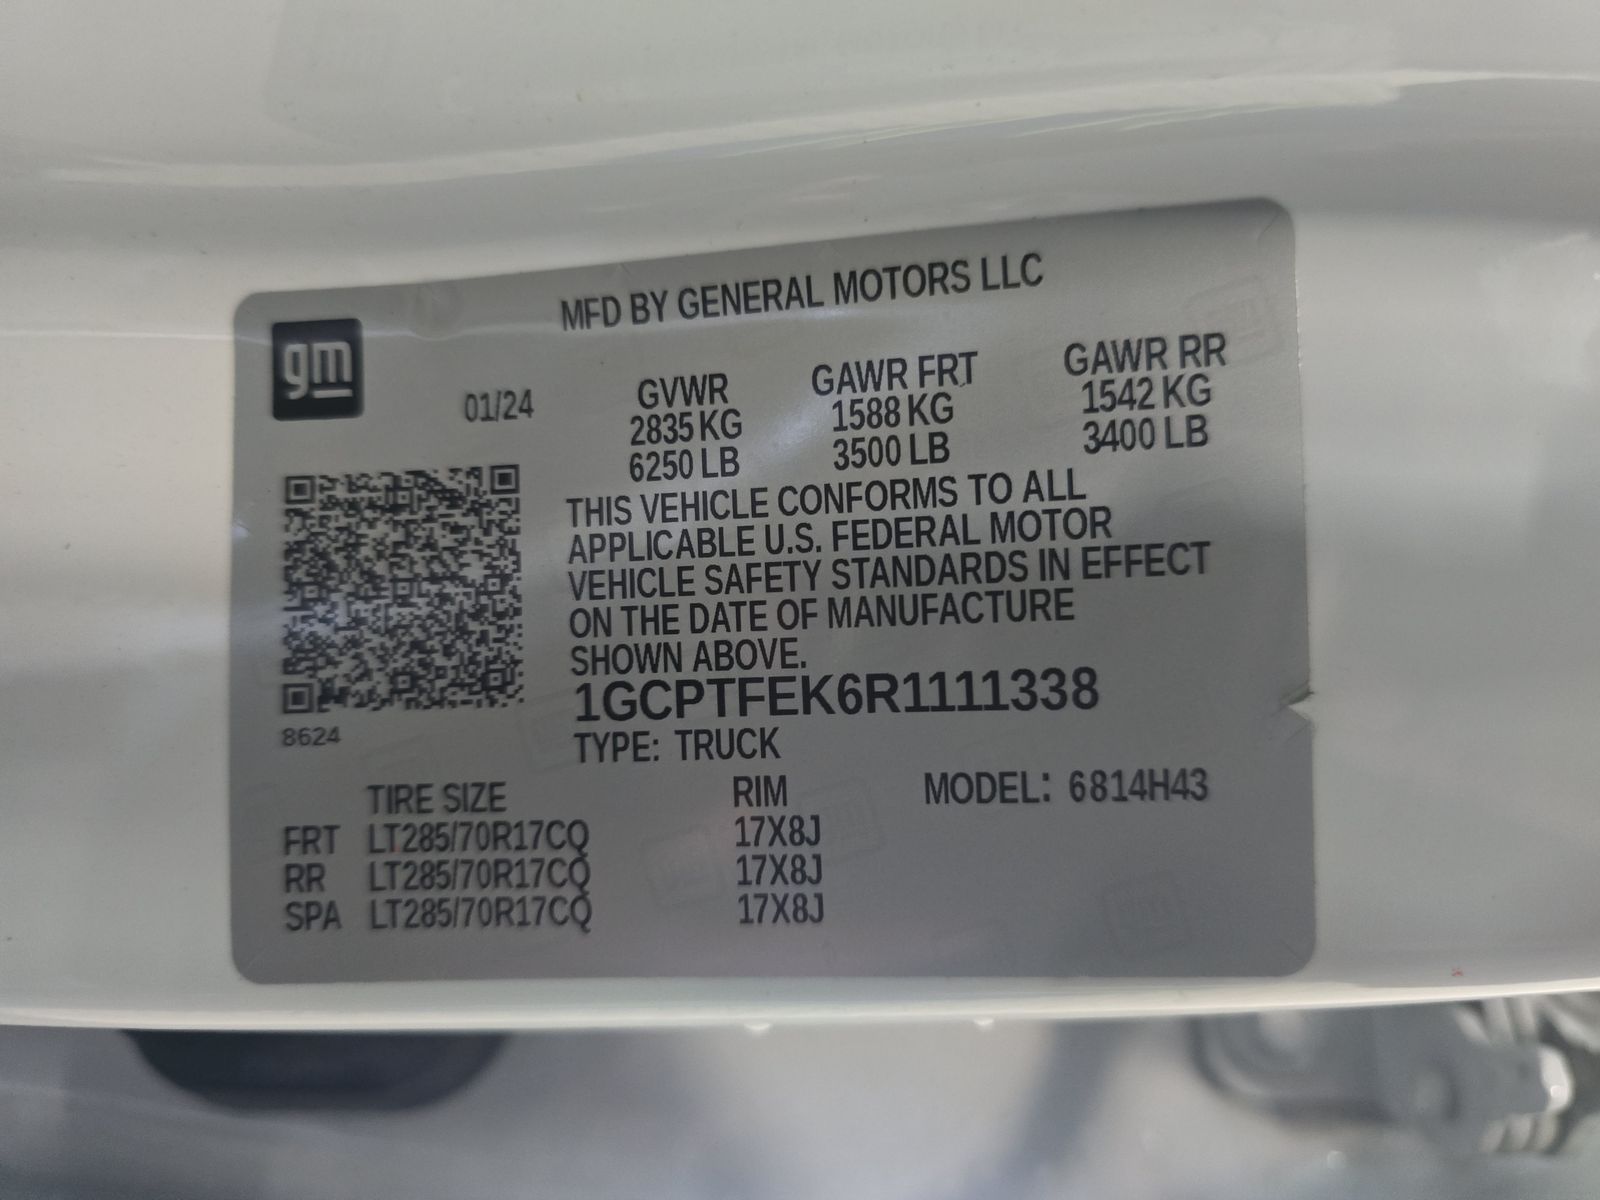 MFD BY GENERAL MOTORS LLC
gm
01/24 GVWR GAWR FRT GAWR RR
2835 KG 1588 KG 1542 KG
6250 LB 3500 LB 3400 LB
THIS VEHICLE CONFORMS TO ALL
APPLICABLE U.S. FEDERAL MOTOR
VEHICLE SAFETY STANDARDS IN EFFECT
ON THE DATE OF MANUFACTURE
SHOWN ABOVE.
1GCPTFEK6R1111338
8624
TYPE: TRUCK
TIRE SIZE RIM MODEL: 6814H43
FRT LT285/70R17CQ 17X8J
RR LT285/70R17CQ 17X8J
SPA LT285/70R17CQ 17X8J